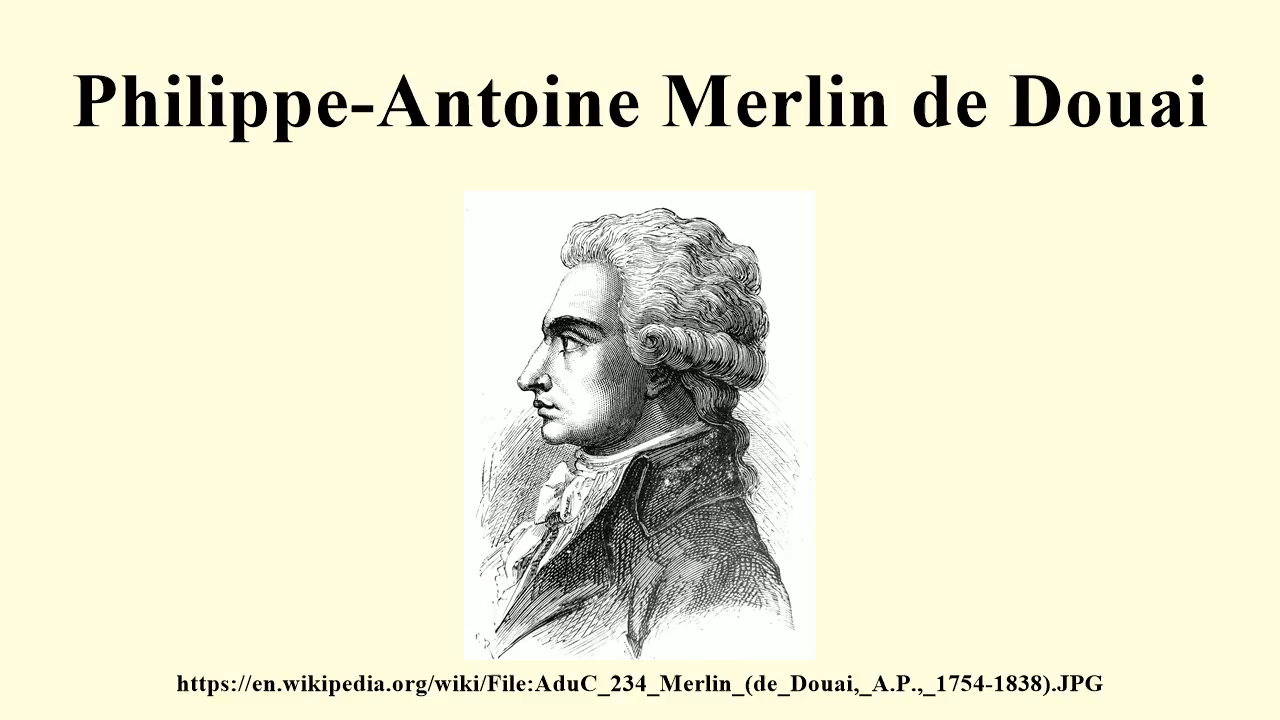 Philippe-Antoine Merlin de Douai
https://en.wikipedia.org/wiki/File:AduC_234_Merlin_(de_Douai,_A.P.,_1754-1838).JPG